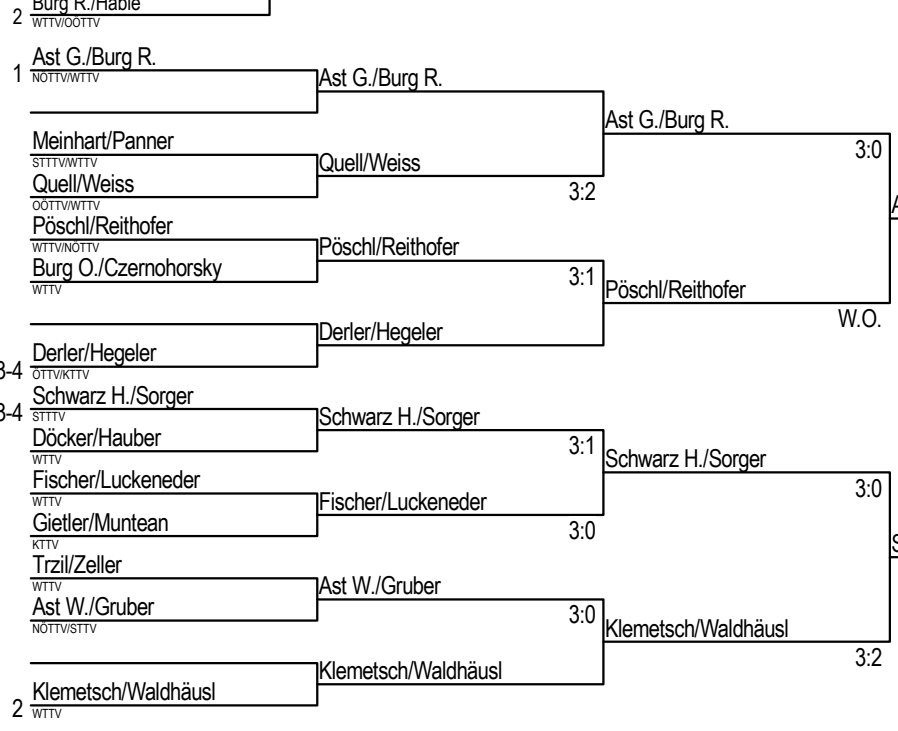 Burg R./Hable
2 WTTV/OÖTTV
Ast G./Burg R.
1 NÖTTV/WTTV
Ast G./Burg R.
Ast G./Burg R.
3:0
Meinhart/Panner
STTTV/WTTV
Quell/Weiss
Quell/Weiss
OÖTTV/WTTV
3:2
Pöschl/Reithofer
WTTV/NÖTTV
Pöschl/Reithofer
Burg O./Czernohorsky
WTTV
3:1
Pöschl/Reithofer
W.O.
Derler/Hegeler
Derler/Hegeler
3-4 ÖTTV/KTTV
Schwarz H./Sorger
3-4 STTTV
Schwarz H./Sorger
Döcker/Hauber
WTTV
3:1
Schwarz H./Sorger
3:0
Fischer/Luckeneder
WTTV
Fischer/Luckeneder
Gietler/Muntean
KTTV
3:0
Trzil/Zeller
WTTV
Ast W./Gruber
Ast W./Gruber
NÖTTV/STTV
3:0
Klemetsch/Waldhäusl
3:2
Klemetsch/Waldhäusl
Klemetsch/Waldhäusl
2 WTTV